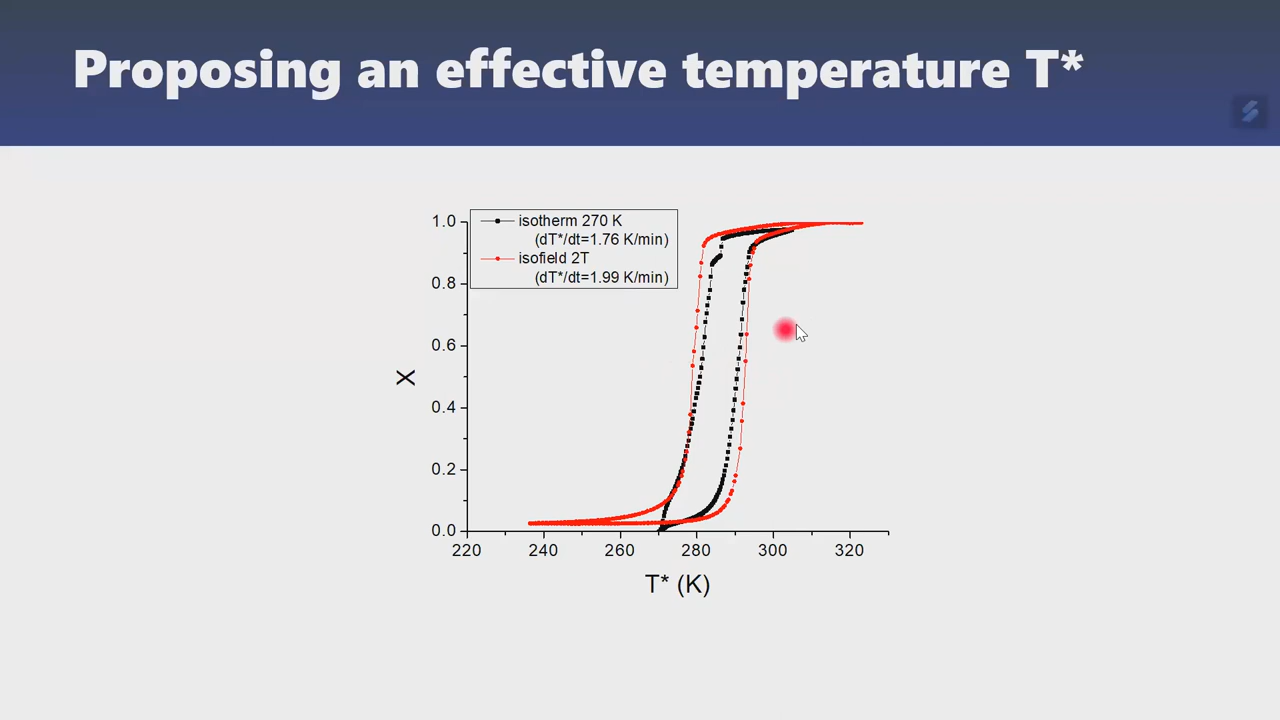 Proposing an effective temperature T*
isotherm 270 K
(dT*/dt=1.76 K/min)
isofield 2T
(dT*/dt=1.99 K/min)
1.0
0.8
0.6
0.4
0.2
0.0
X
220 240 260 280 300 320
T* (K)